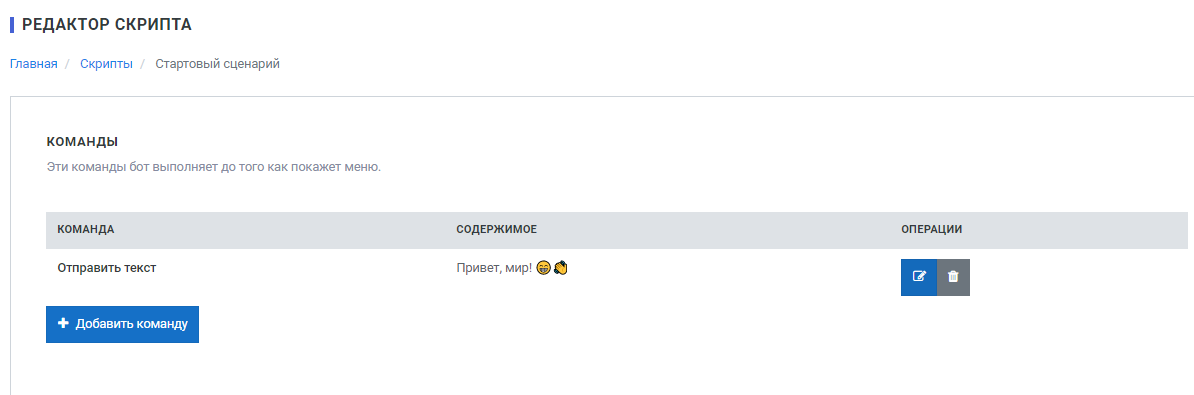 РЕДАКТОР СКРИПТА
Главная / Скрипты / Стартовый сценарий
КОМАНДЫ
Эти команды бот выполняет до того как покажет меню.
КОМАНДА СОДЕРЖИМОЕ ОПЕРАЦИИ
Отправить текст Привет, мир! 😁👏
+ Добавить команду